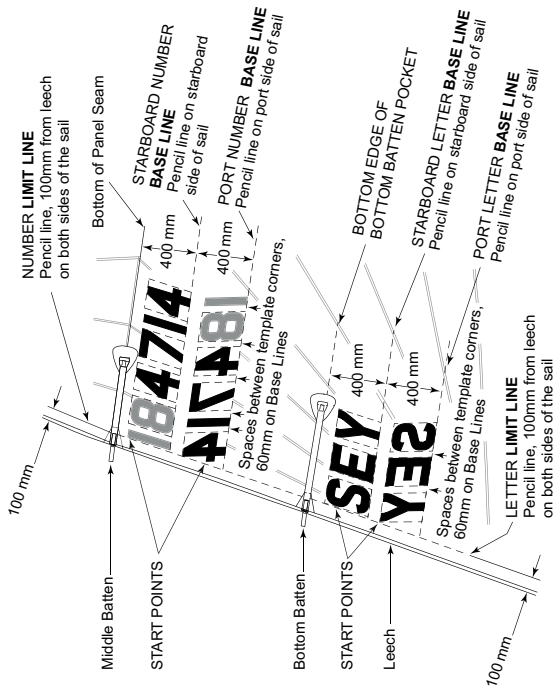 NUMBER LIMIT LINE
Pencil line, 100mm from leech
on both sides of the sail
Bottom of Panel Seam
STARBOARD NUMBER
BASE LINE
Pencil line on starboard
side of sail
PORT NUMBER BASE LINE
Pencil line on port side of sail
100 mm
Middle Batten
400 mm
400 mm
184714
184714
START POINTS
Spaces between template corners,
60mm on Base Lines
BOTTOM EDGE OF
BOTTOM BATTEN POCKET
STARBOARD LETTER BASE LINE
Pencil line on starboard side of sail
PORT LETTER BASE LINE
Pencil line on port side of sail
Bottom Batten
400 mm
400 mm
SEY
SEY
START POINTS
Leech
Spaces between template corners,
60mm on Base Lines
LETTER LIMIT LINE
Pencil line, 100mm from leech
on both sides of the sail
100 mm